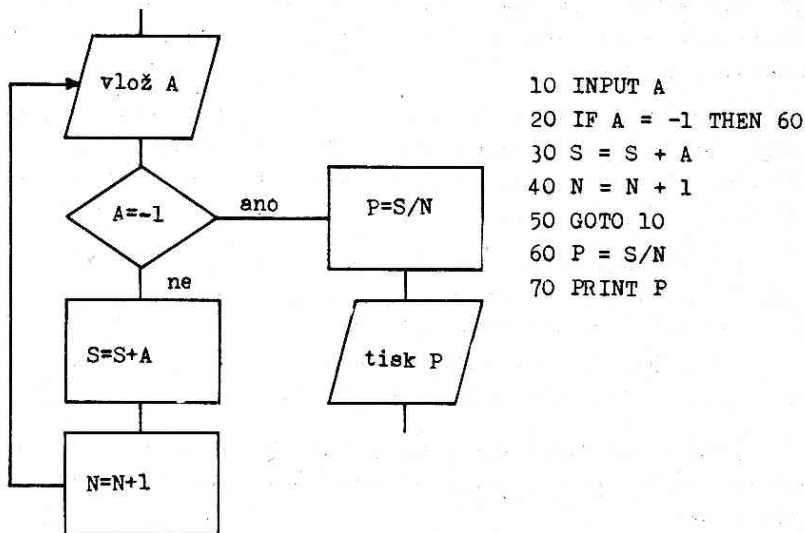 vlož A
A=-1
ano
ne
P=S/N
S=S+A
tisk P
N=N+1
10 INPUT A
20 IF A = -1 THEN 60
30 S = S + A
40 N = N + 1
50 GOTO 10
60 P = S/N
70 PRINT P